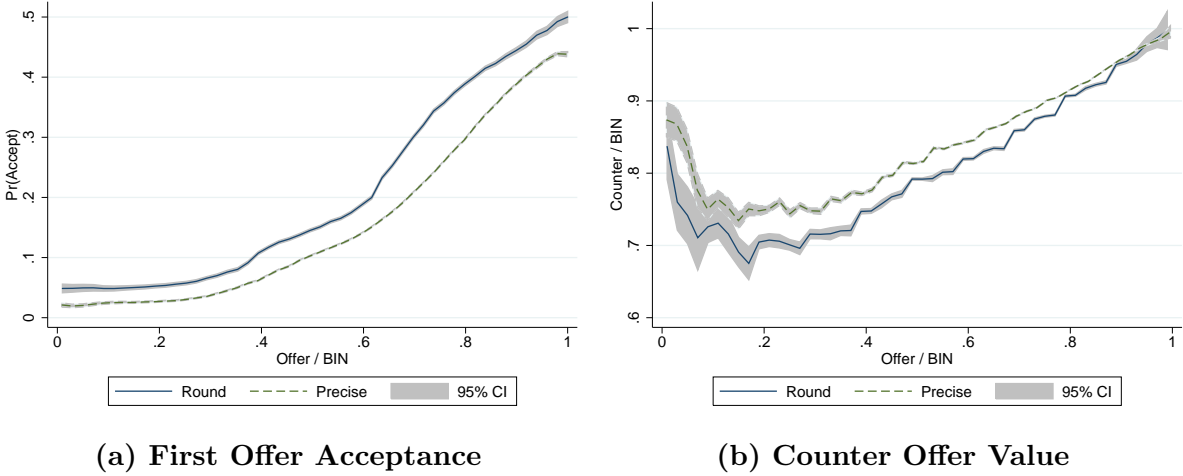 Pr(Accept)
.5
.4
.3
.2
.1
0
0
.2
.4
.6
.8
1
Offer / BIN
Round
Precise
95% CI
(a) First Offer Acceptance
Counter / BIN
1
.9
.8
.7
.6
0
.2
.4
.6
.8
1
Offer / BIN
Round
Precise
95% CI
(b) Counter Offer Value